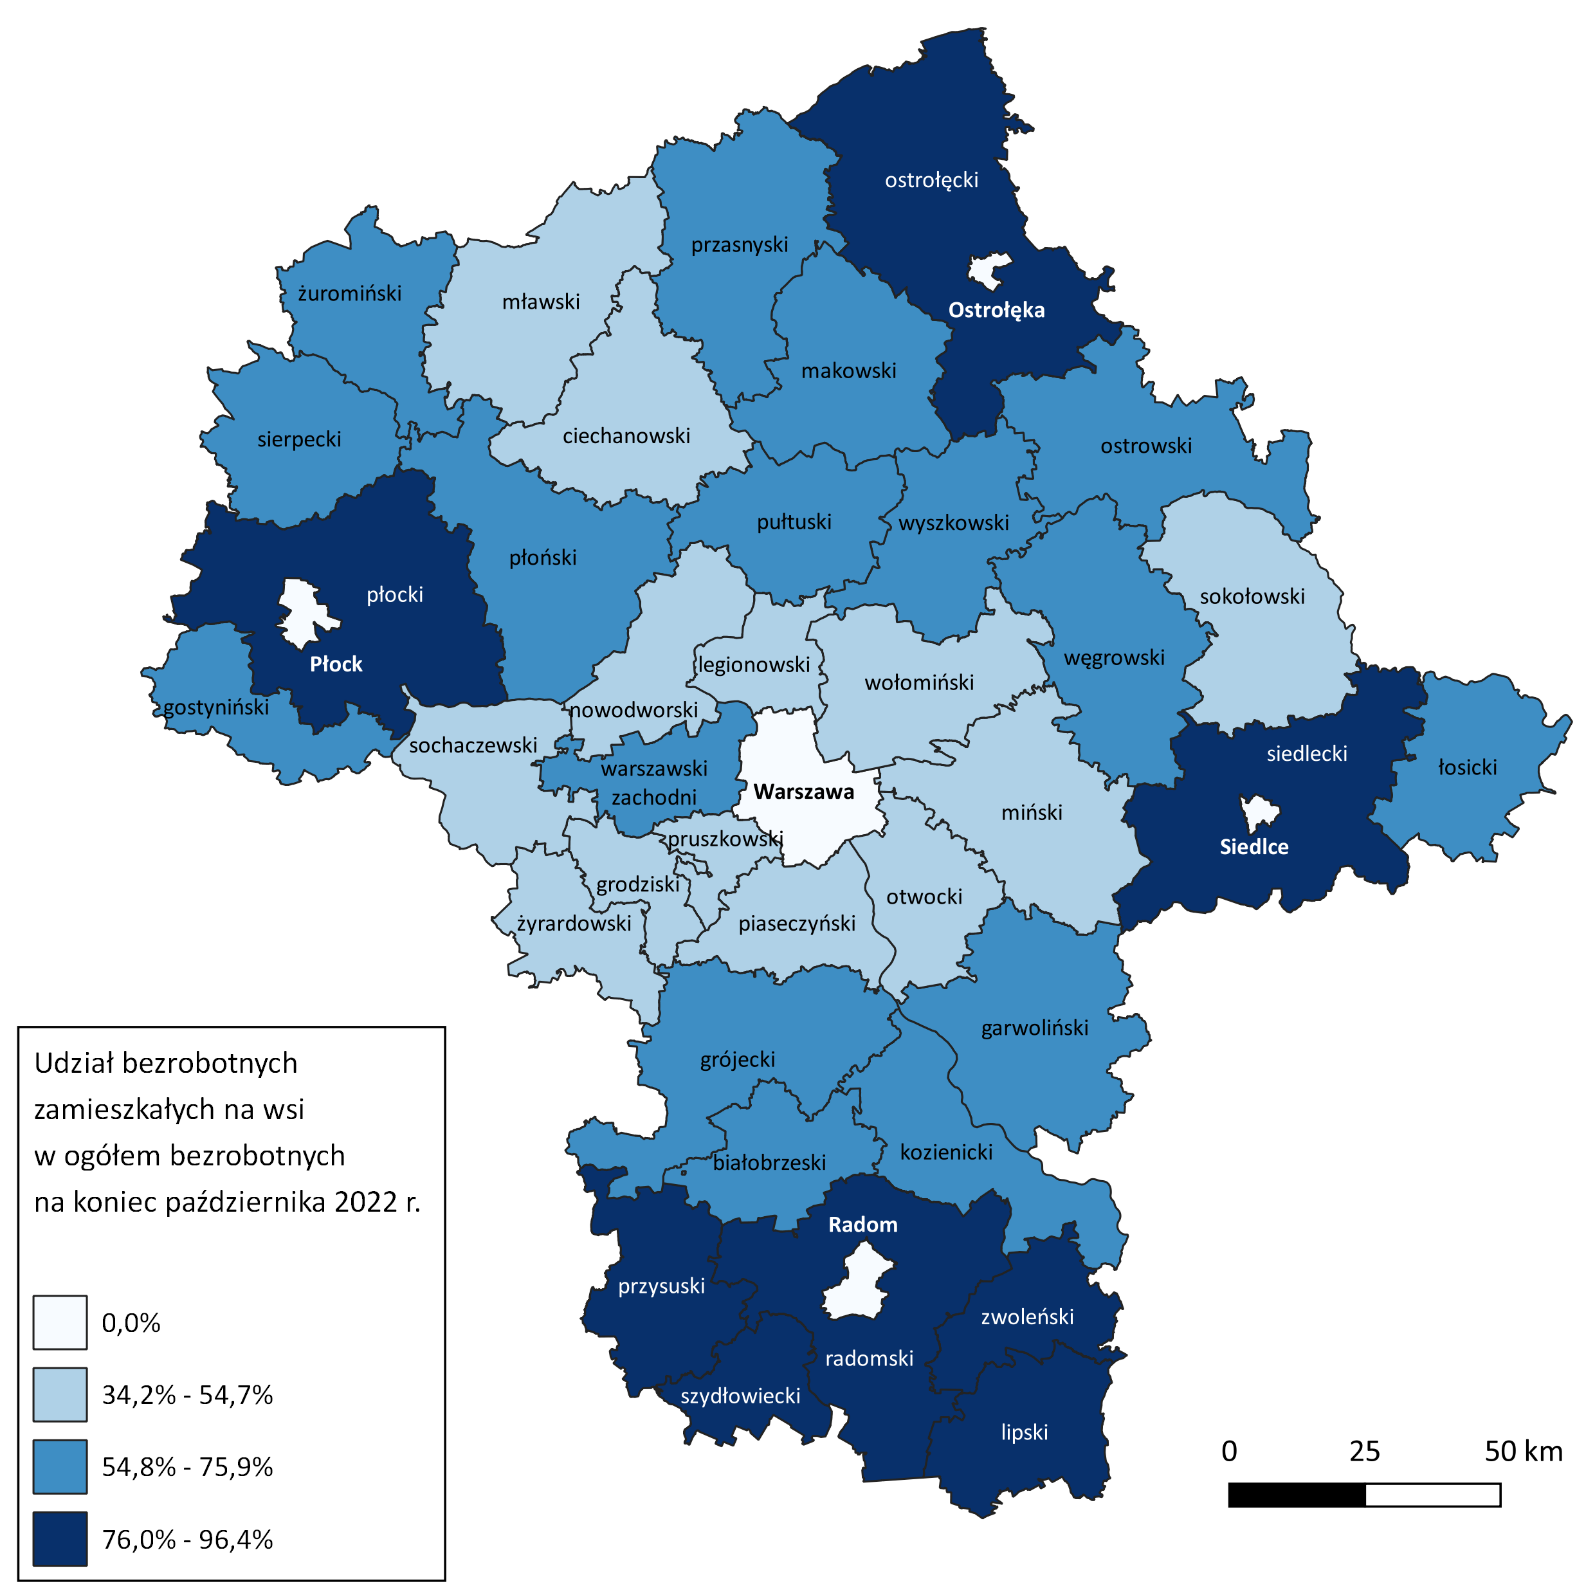 ostrołęcki
przasnyski
żuromiński
mławski
Ostrołęka
makowski
ciechanowski
sierpecki
ostrowski
pułtuski
wyszkowski
płoński
płocki
sokołowski
Płock
legionowski
węgrowski
wołomiński
gostyniński
nowodworski
sochaczewski
siedlecki
warszawski
zachodni
łosicki
Warszawa
miński
pruszkowski
Siedlce
grodziski
otwocki
żyrardowski
piaseczyński
garwoliński
grójecki
kozienicki
białobrzeski
Radom
przysuski
zwoleński
radomski
szydłowiecki
lipski
Udział bezrobotnych
zamieszkałych na wsi
w ogółem bezrobotnych
na koniec października 2022 r.
0,0%
34,2% - 54,7%
54,8% - 75,9%
76,0% - 96,4%
0 25 50 km